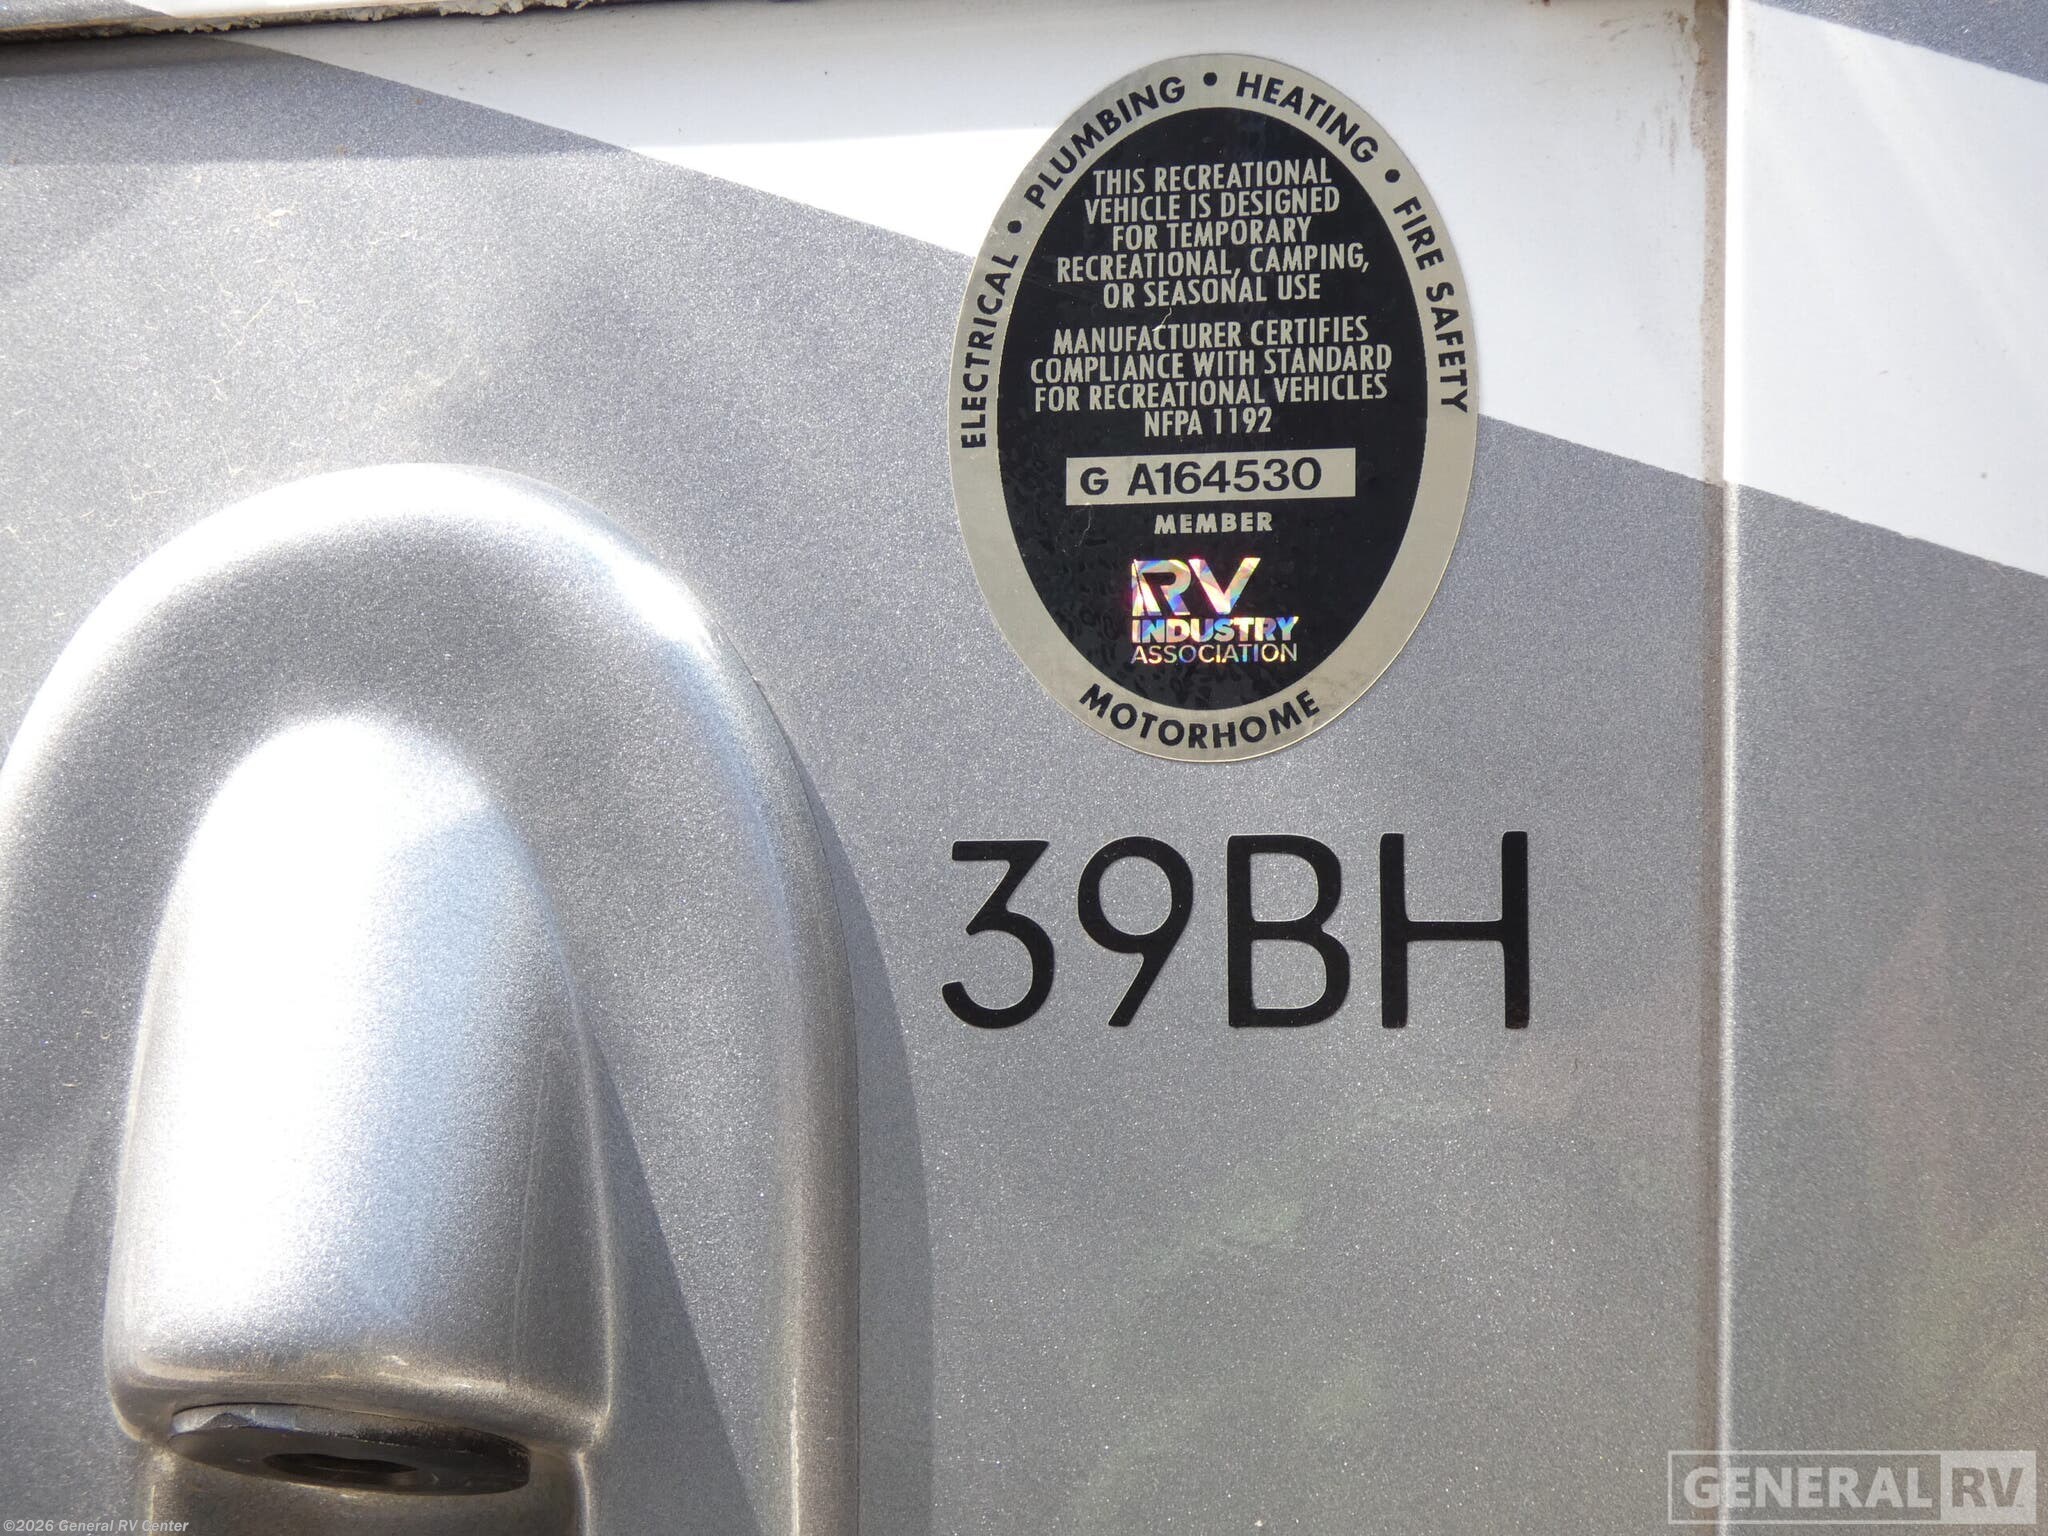 ELECTRICAL • PLUMBING • HEATING • FIRE SAFETY
THIS RECREATIONAL
VEHICLE IS DESIGNED
FOR TEMPORARY
RECREATIONAL, CAMPING,
OR SEASONAL USE
MANUFACTURER CERTIFIES
COMPLIANCE WITH STANDARD
FOR RECREATIONAL VEHICLES
NFPA 1192
G A164530
MEMBER
RV
INDUSTRY
ASSOCIATION
MOTORHOME
39BH
GENERAL RV
©2026 General RV Center